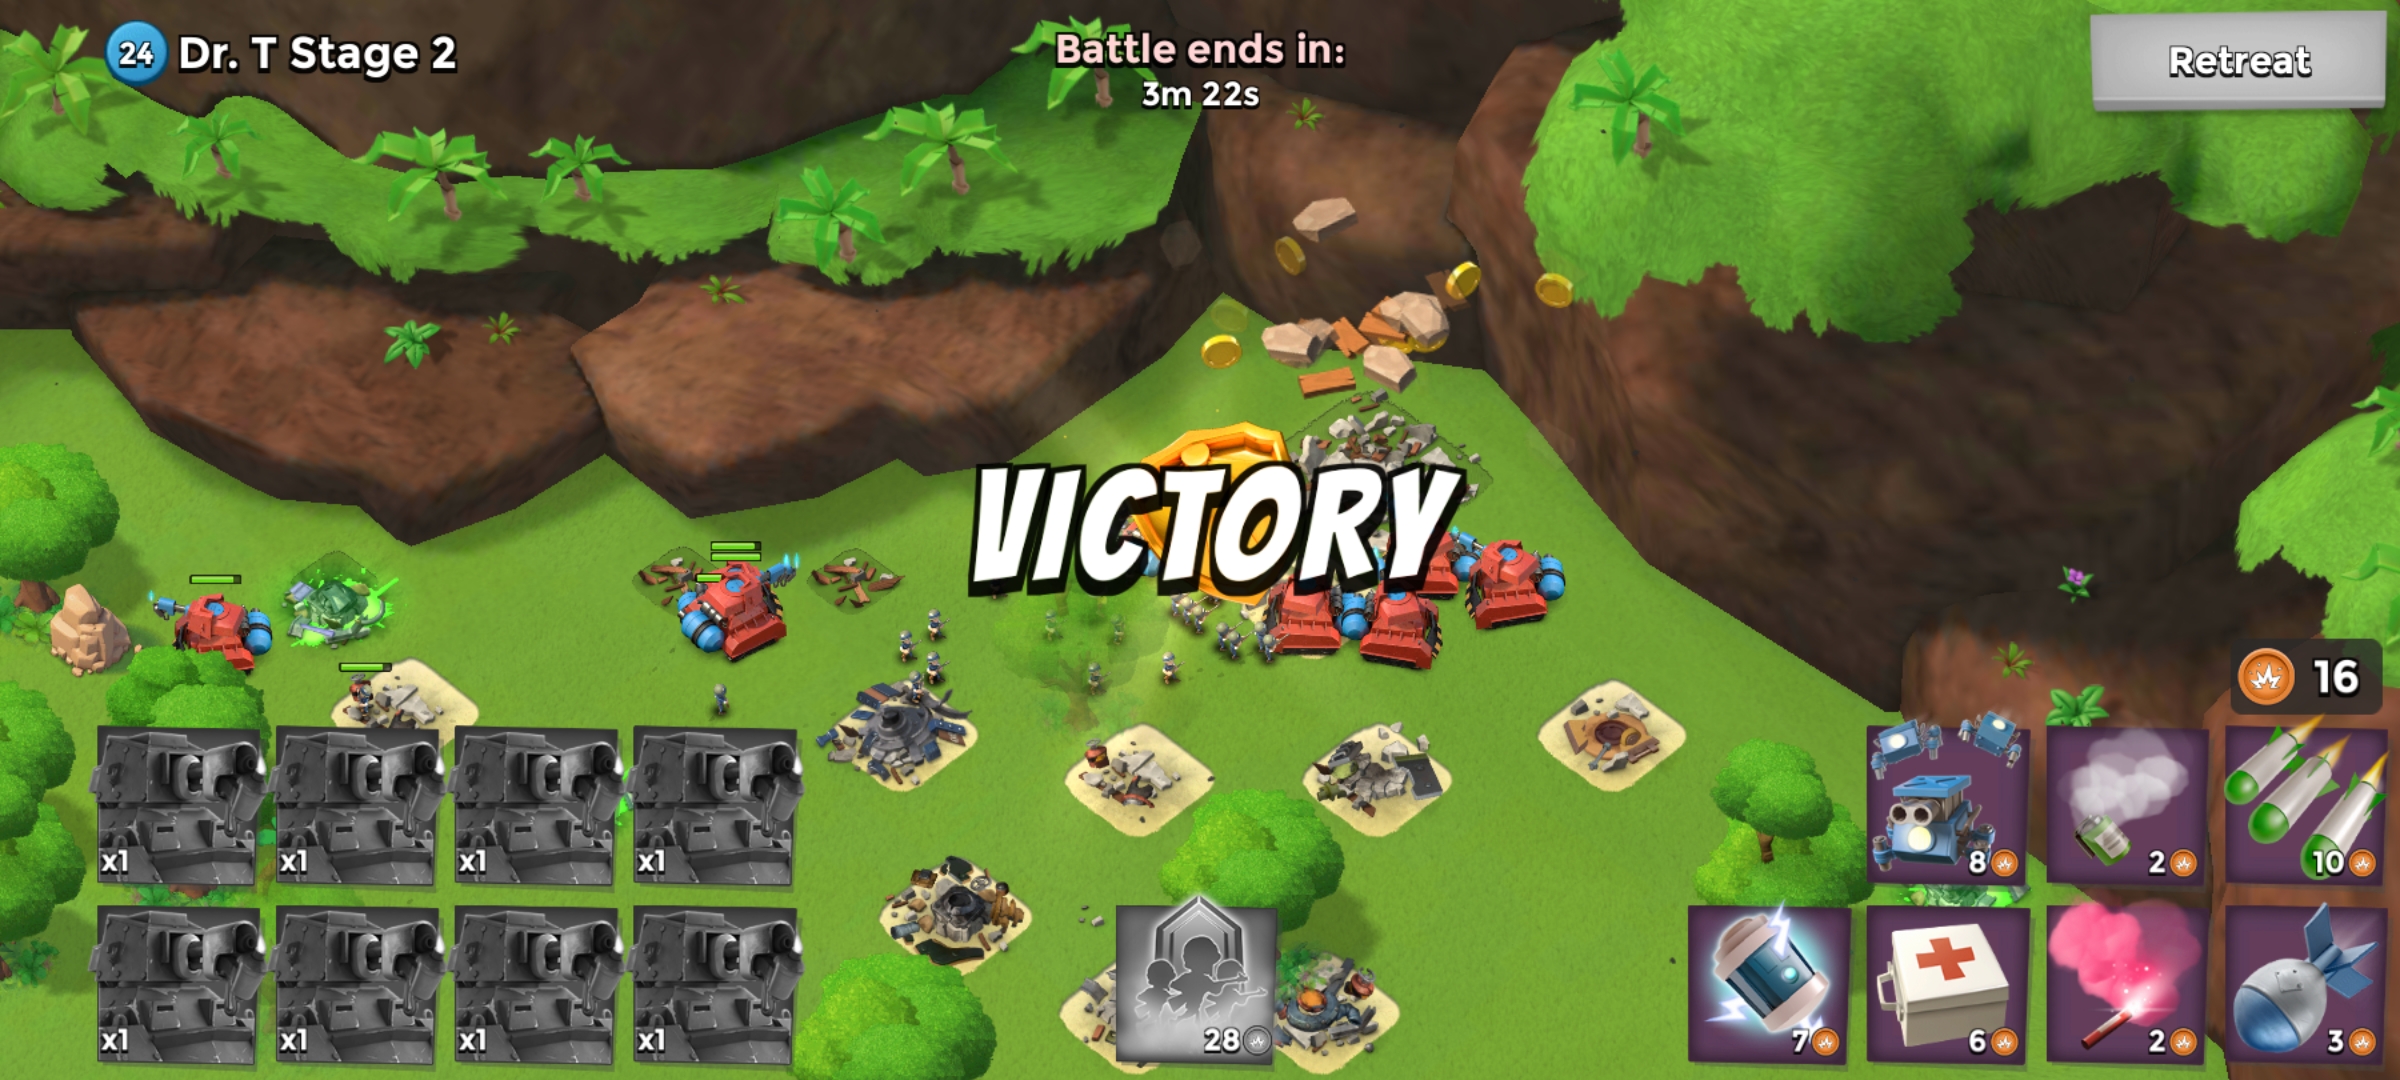 24 Dr. T Stage 2
Battle ends in:
3m 22s
Retreat
VICTORY
16
x1 x1 x1 x1
8 2 10
x1 x1 x1 x1
28
7 6 2 3